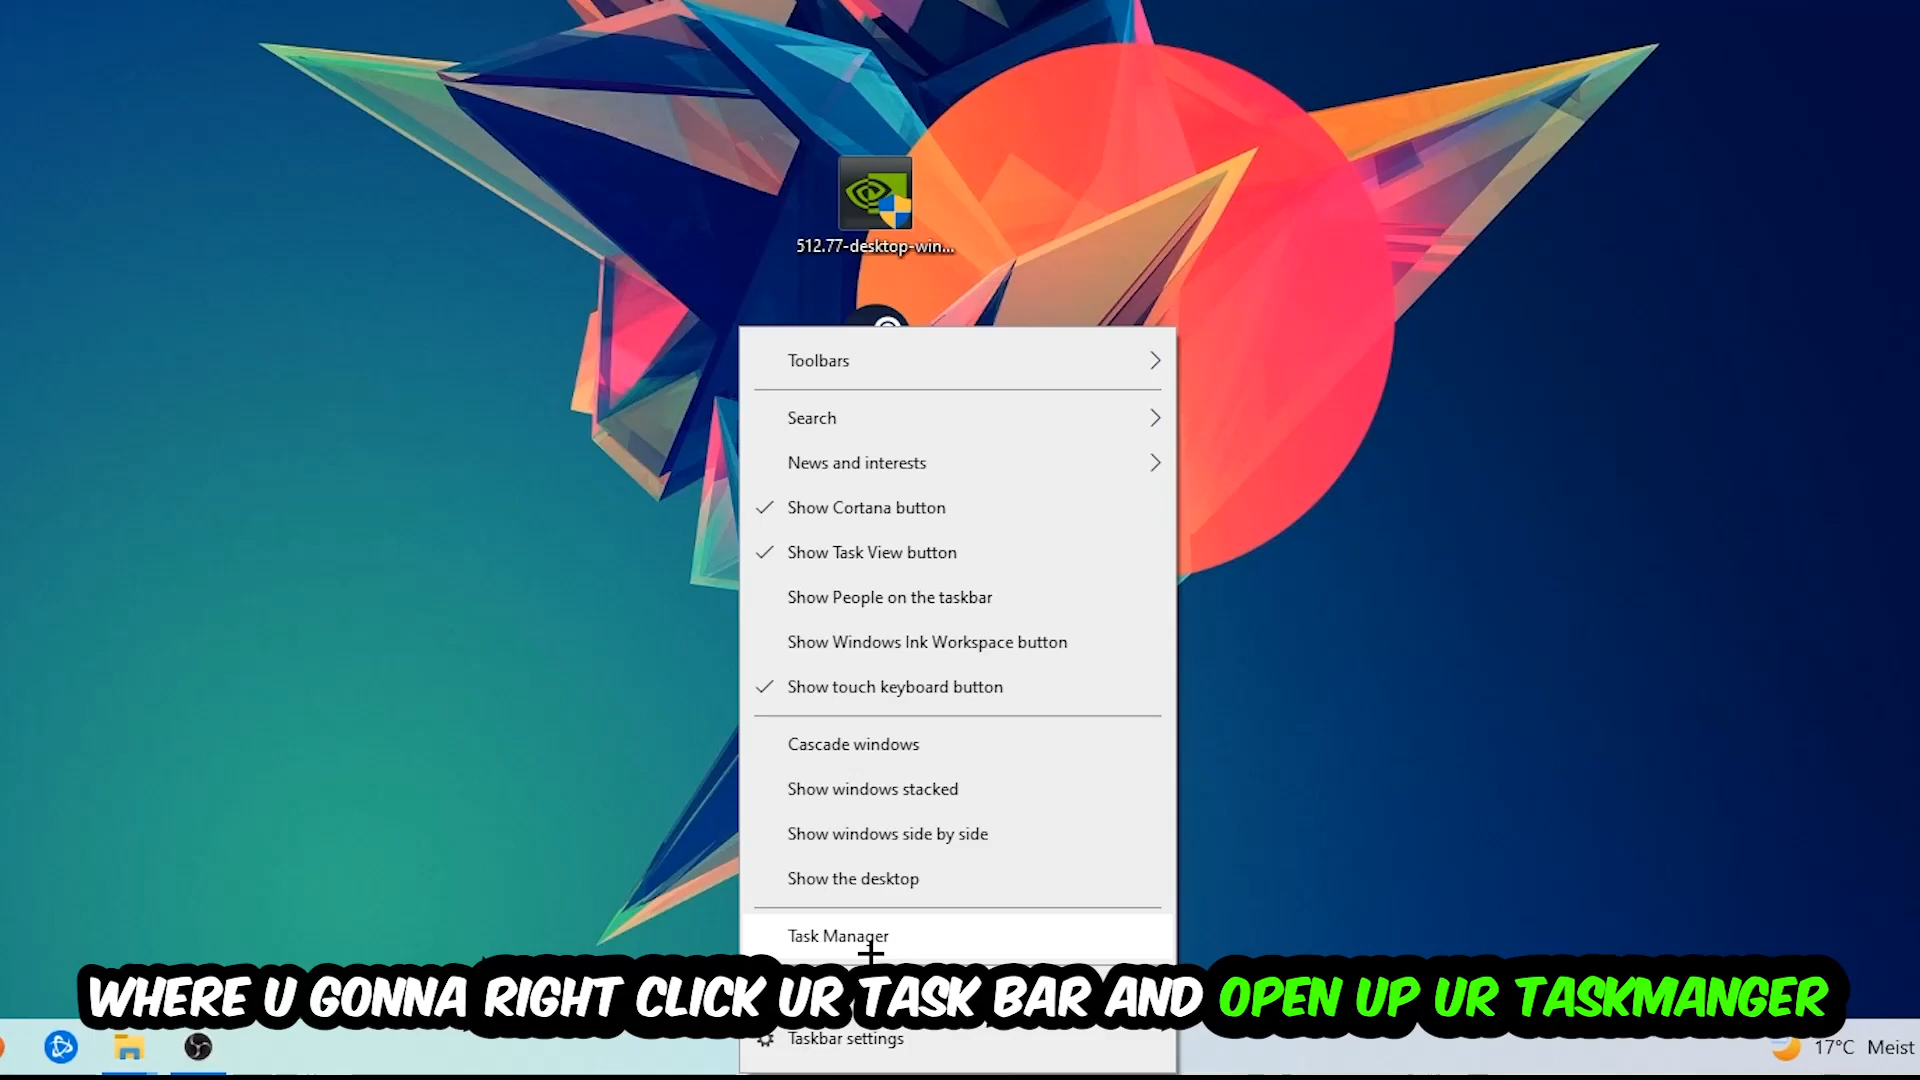 512.77-desktop-win...
Toolbars
Search
News and interests
Show Cortana button
Show Task View button
Show People on the taskbar
Show Windows Ink Workspace button
Show touch keyboard button
Cascade windows
Show windows stacked
Show windows side by side
Show the desktop
Task Manager
WHERE U GONNA RIGHT CLICK UR TASK BAR AND OPEN UP UR TASKMANGER
Taskbar settings
17°C Meist